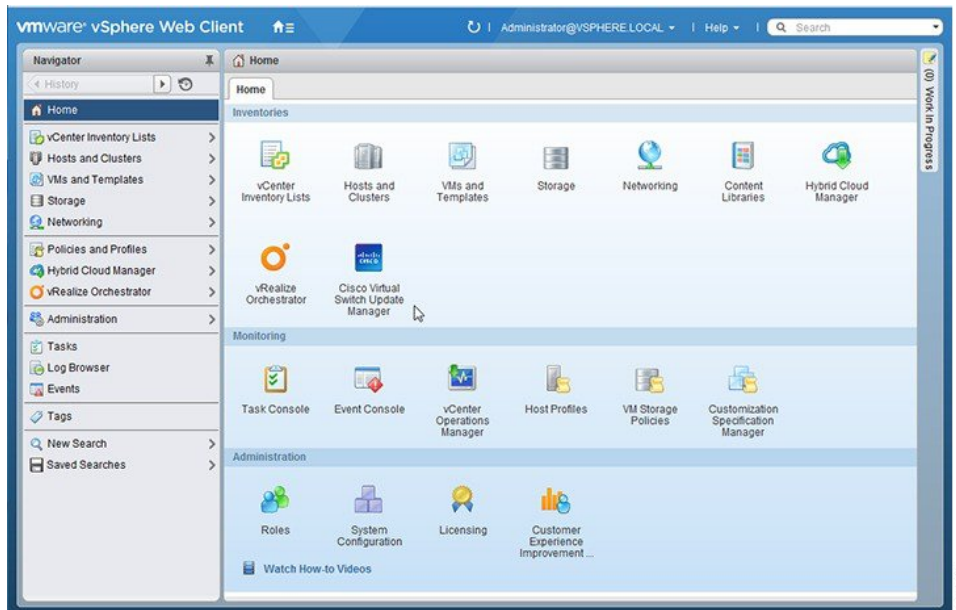 vmware® vSphere Web Client
Administrator@VSPHERE.LOCAL
Help
Search
Navigator
History
Home
vCenter Inventory Lists
Hosts and Clusters
VMs and Templates
Storage
Networking
Policies and Profiles
Hybrid Cloud Manager
vRealize Orchestrator
Administration
Tasks
Log Browser
Events
Tags
New Search
Saved Searches
Home
Home
Inventories
vCenter
Inventory Lists
Hosts and
Clusters
VMs and
Templates
Storage
Networking
Content
Libraries
Hybrid Cloud
Manager
vRealize
Orchestrator
CISCO
Cisco Virtual
Switch Update
Manager
Monitoring
Task Console
Event Console
vCenter
Operations
Manager
Host Profiles
VM Storage
Policies
Customization
Specification
Manager
Administration
Roles
System
Configuration
Licensing
Customer
Experience
Improvement ...
Watch How-to Videos
(0) Work In Progress